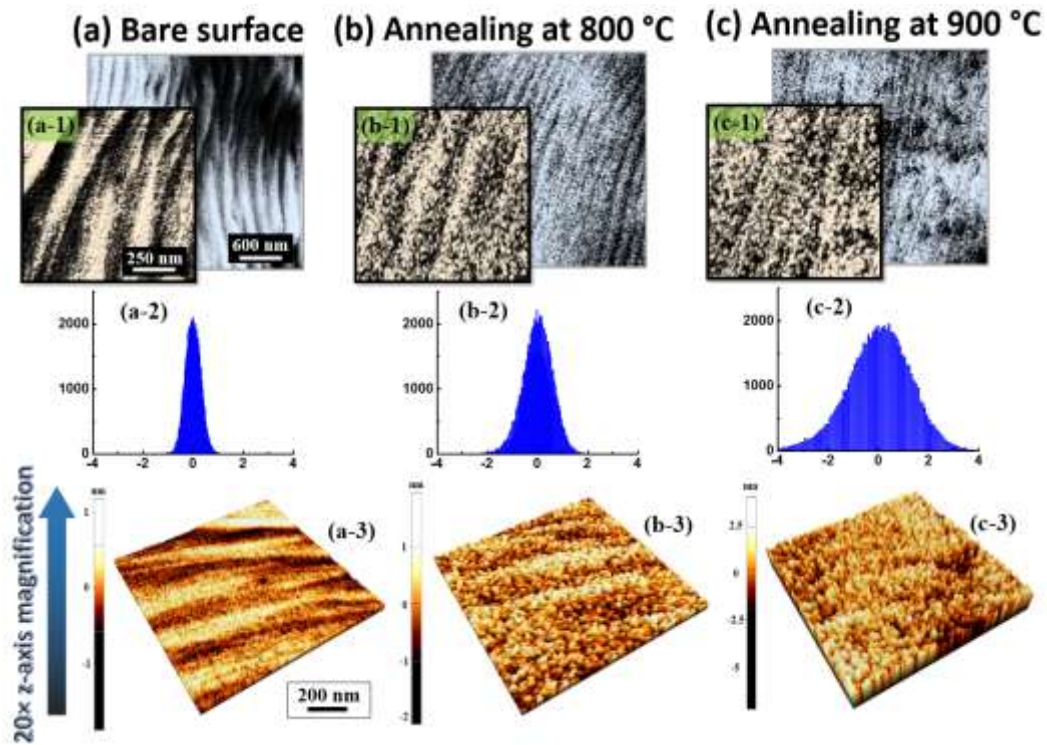 (a) Bare surface
(b) Annealing at 800 °C
(c) Annealing at 900 °C
(a-1)
(b-1)
(c-1)
250 nm
600 nm
(a-2)
(b-2)
(c-2)
2000
1000
0
-4 -2 0 2 4
2000
1000
0
-4 -2 0 2 4
2000
1000
0
-4 -2 0 2 4
20× z-axis magnification
nm
1
0
-1
(a-3)
nm
1
0
-1
-2
(b-3)
nm
2.5
0
-2.5
-5
(c-3)
200 nm